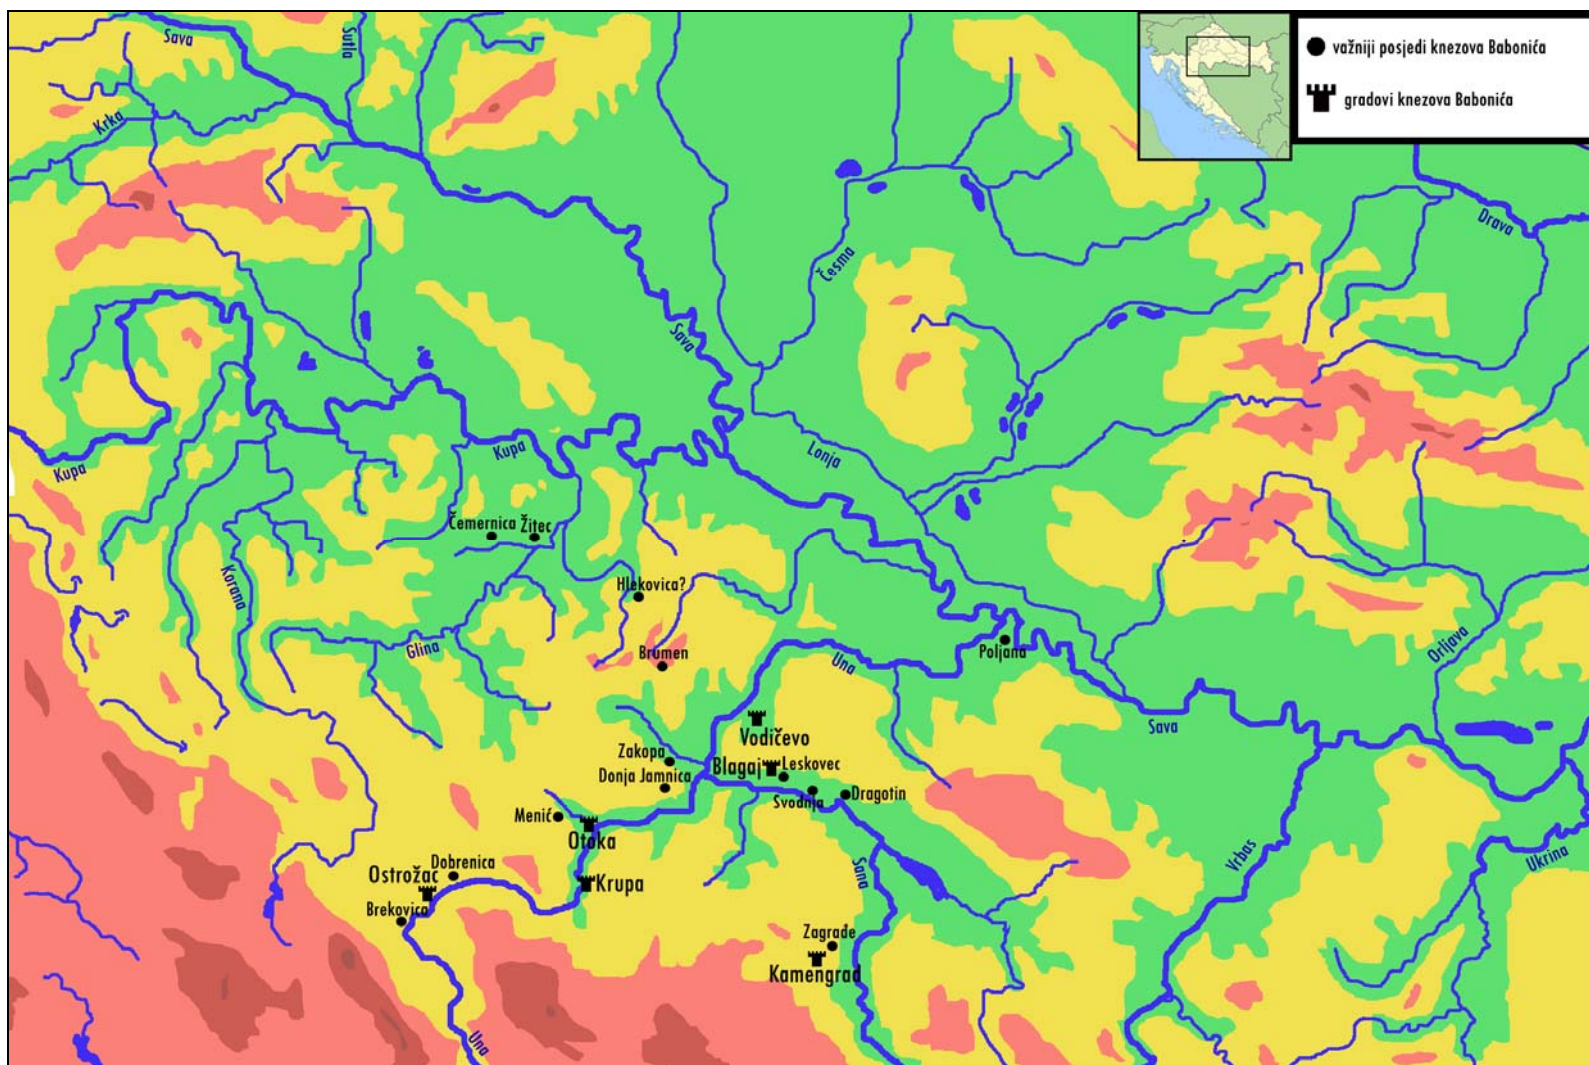 važniji posjedi knezova Babonića
gradovi knezova Babonića
Sava
Sutla
Krka
Drava
Česma
Sava
Kupa
Kupa
Lonja
Čemernica
Žitec
Korana
Hlekovica?
Glina
Brumen
Una
Poljana
Orljava
Sava
Vodičevo
Zakopa
Blagaj
Leskovec
Donja Jamnica
Svodnja
Dragotin
Menić
Otoka
Dobrenica
Ostrožac
Krupa
Sana
Vrbas
Ukrina
Brekovica
Zagrađe
Kamengrad
Una